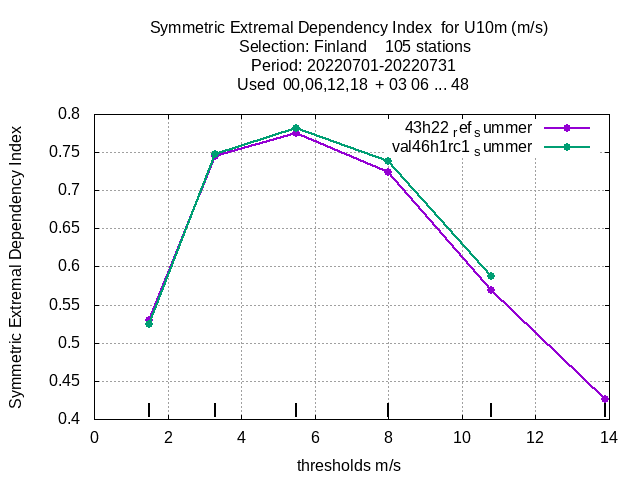 Symmetric Extremal Dependency Index for U10m (m/s)
Selection: Finland 105 stations
Period: 20220701-20220731
Used 00,06,12,18 + 03 06 ... 48
43h22 ref summer
val46h1rc1 summer
Symmetric Extremal Dependency Index
0.8
0.75
0.7
0.65
0.6
0.55
0.5
0.45
0.4
0 2 4 6 8 10 12 14
thresholds m/s